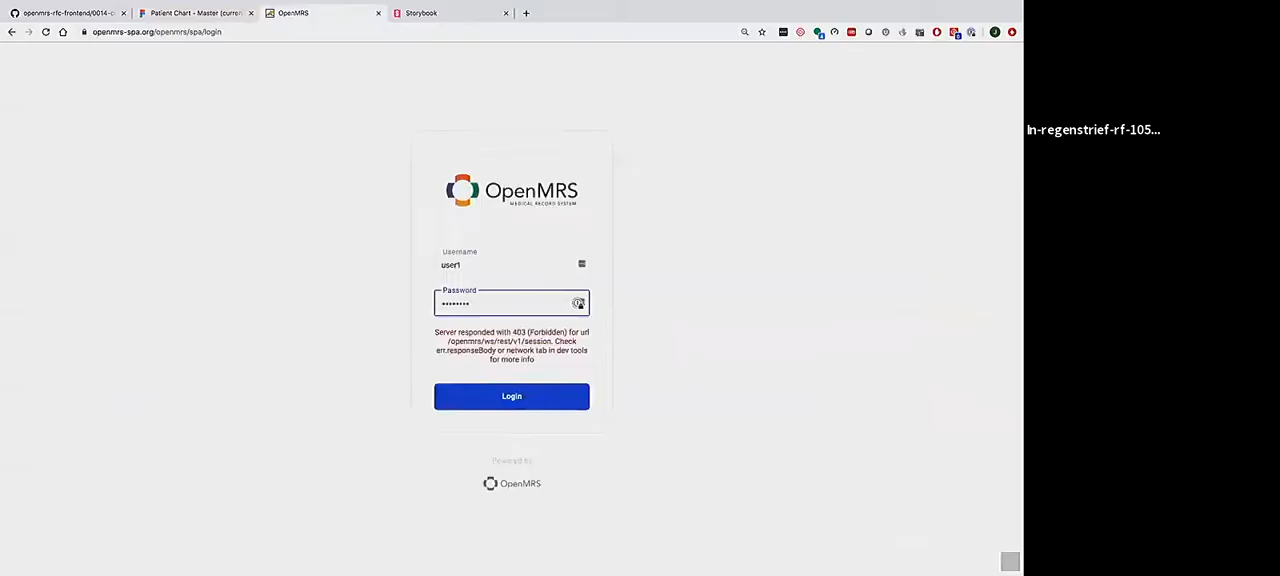 openmrs-rfc-frontend/0014-c
Patient Chart - Master (curren
OpenMRS
Storybook
openmrs-spa.org/openmrs/spa/login
In-regenstrief-rf-105...
OpenMRS
MEDICAL RECORD SYSTEM
Username
user1
Password
••••••••
Server responded with 403 (Forbidden) for url
/openmrs/ws/rest/v1/session. Check
err.responseBody or network tab in dev tools
for more info
Login
Powered by
OpenMRS